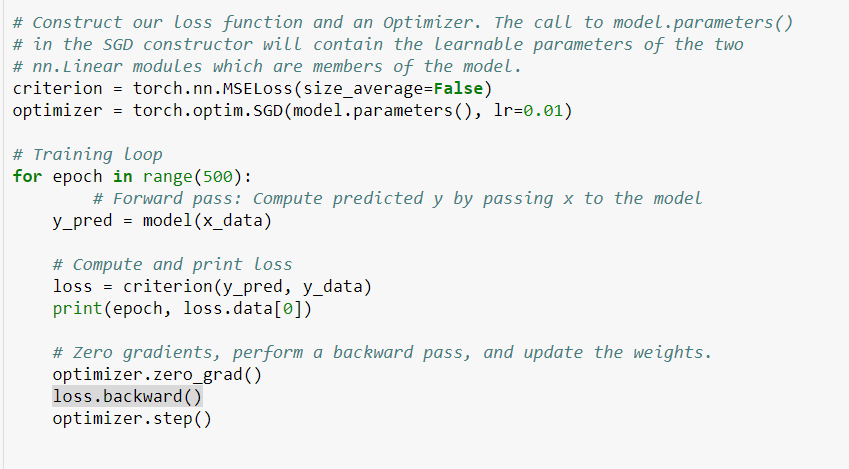 # Construct our loss function and an Optimizer. The call to model.parameters()
# in the SGD constructor will contain the learnable parameters of the two
# nn.Linear modules which are members of the model.
criterion = torch.nn.MSELoss(size_average=False)
optimizer = torch.optim.SGD(model.parameters(), lr=0.01)
# Training loop
for epoch in range(500):
        # Forward pass: Compute predicted y by passing x to the model
    y_pred = model(x_data)
    # Compute and print loss
    loss = criterion(y_pred, y_data)
    print(epoch, loss.data[0])
    # Zero gradients, perform a backward pass, and update the weights.
    optimizer.zero_grad()
    loss.backward()
    optimizer.step()